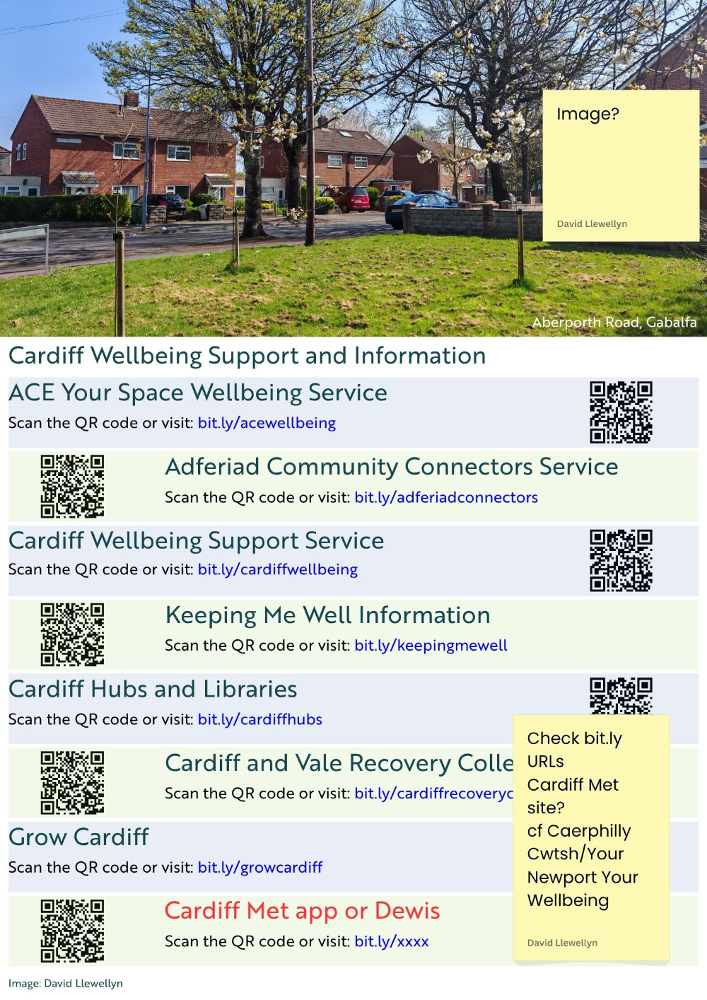 Image?
David Llewellyn
Aberporth Road, Gabalfa
Cardiff Wellbeing Support and Information
ACE Your Space Wellbeing Service
Scan the QR code or visit: bit.ly/acewellbeing
Adferiad Community Connectors Service
Scan the QR code or visit: bit.ly/adferiadconnectors
Cardiff Wellbeing Support Service
Scan the QR code or visit: bit.ly/cardiffwellbeing
Keeping Me Well Information
Scan the QR code or visit: bit.ly/keepingmewell
Cardiff Hubs and Libraries
Scan the QR code or visit: bit.ly/cardiffhubs
Cardiff and Vale Recovery Colle
Scan the QR code or visit: bit.ly/cardiffrecoveryc
Grow Cardiff
Scan the QR code or visit: bit.ly/growcardiff
Cardiff Met app or Dewis
Scan the QR code or visit: bit.ly/xxxx
Check bit.ly
URLs
Cardiff Met
site?
cf Caerphilly
Cwtsh/Your
Newport Your
Wellbeing
David Llewellyn
Image: David Llewellyn